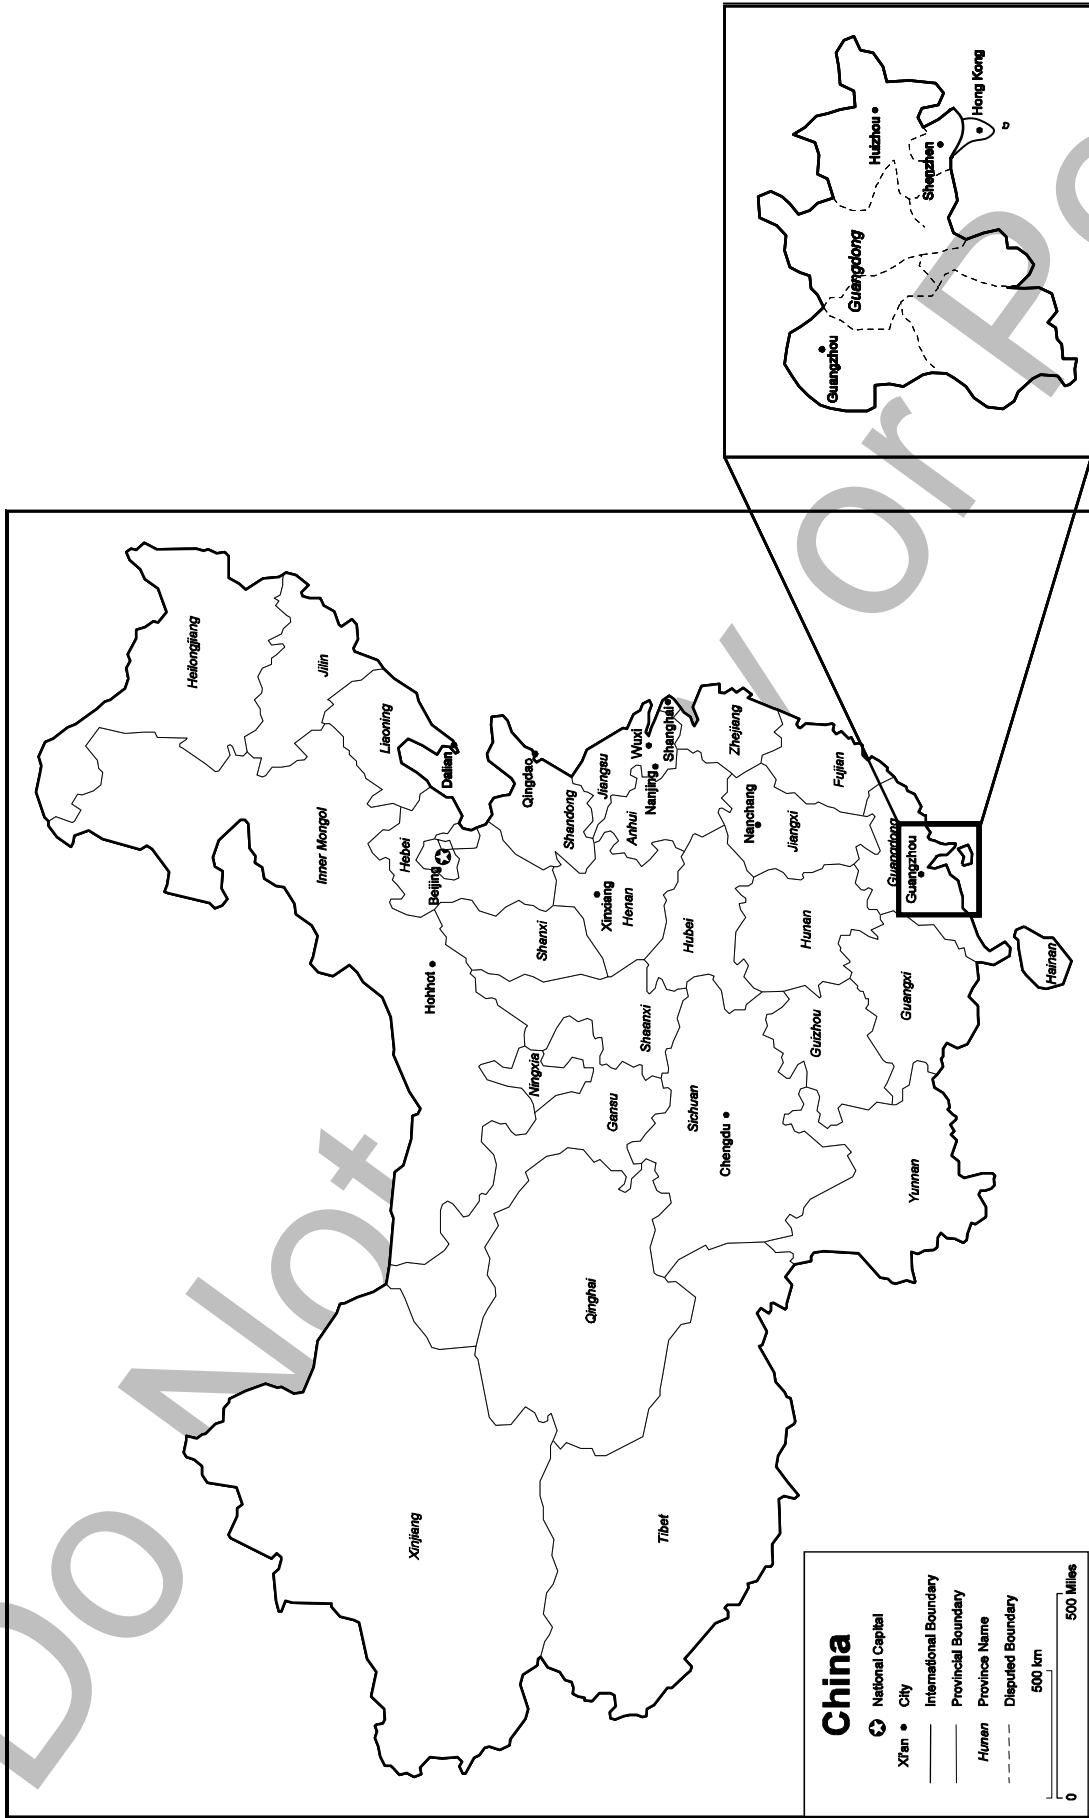 Do Not Copy or Po
Heilongjiang
Jilin
Liaoning
Inner Mongol
Hebei
Beijing
Dalian
Hohhot
Qingdao
Shandong
Shanxi
Ningxia
Xinjiang
Jiangsu
Wuxi
Shanghai
Nanjing
Anhui
Xinxiang
Henan
Shaanxi
Gansu
Qinghai
Hubei
Sichuan
Chengdu
Tibet
Zhejiang
Nanchang
Jiangxi
Hunan
Guizhou
Fujian
Guangdong
Guangzhou
Guangxi
Yunnan
Hainan
Huizhou
Guangdong
Guangzhou
Shenzhen
Hong Kong
China
National Capital
Xi'an City
International Boundary
Provincial Boundary
Hunan Province Name
Disputed Boundary
500 km
0 500 Miles